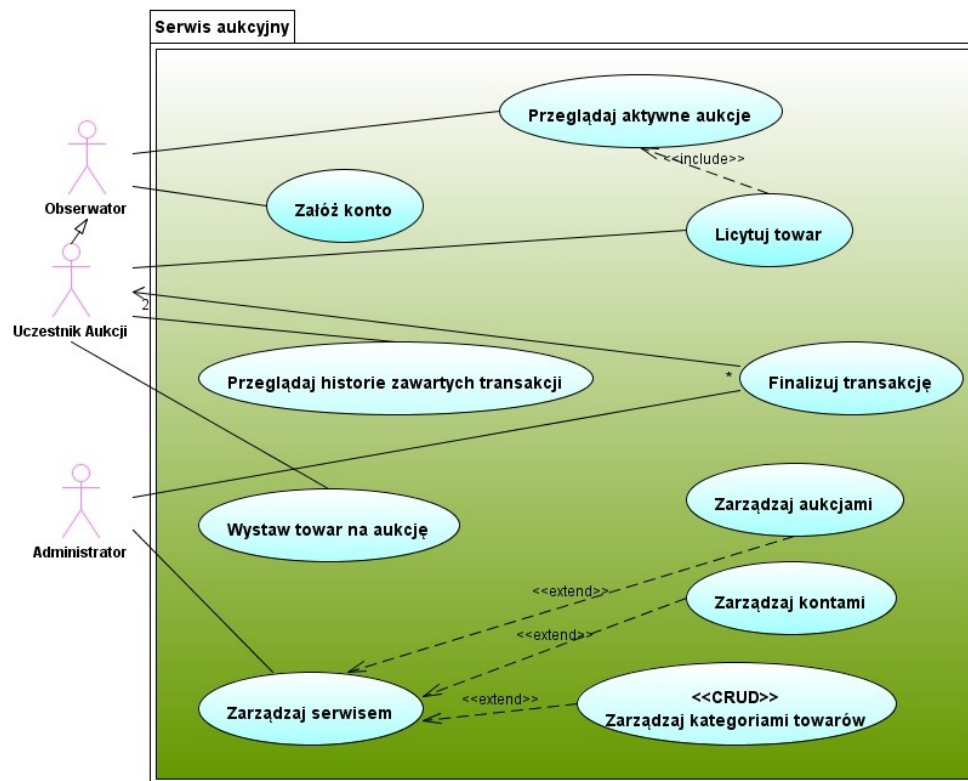 Serwis aukcyjny
Przeglądaj aktywne aukcje
<<include>>
Obserwator
Załóż konto
Licytuj towar
2
Uczestnik Aukcji
Przeglądaj historie zawartych transakcji
*
Finalizuj transakcję
Administrator
Wystaw towar na aukcję
Zarządzaj aukcjami
<<extend>>
Zarządzaj kontami
<<extend>>
Zarządzaj serwisem
<<extend>>
<<CRUD>>
Zarządzaj kategoriami towarów